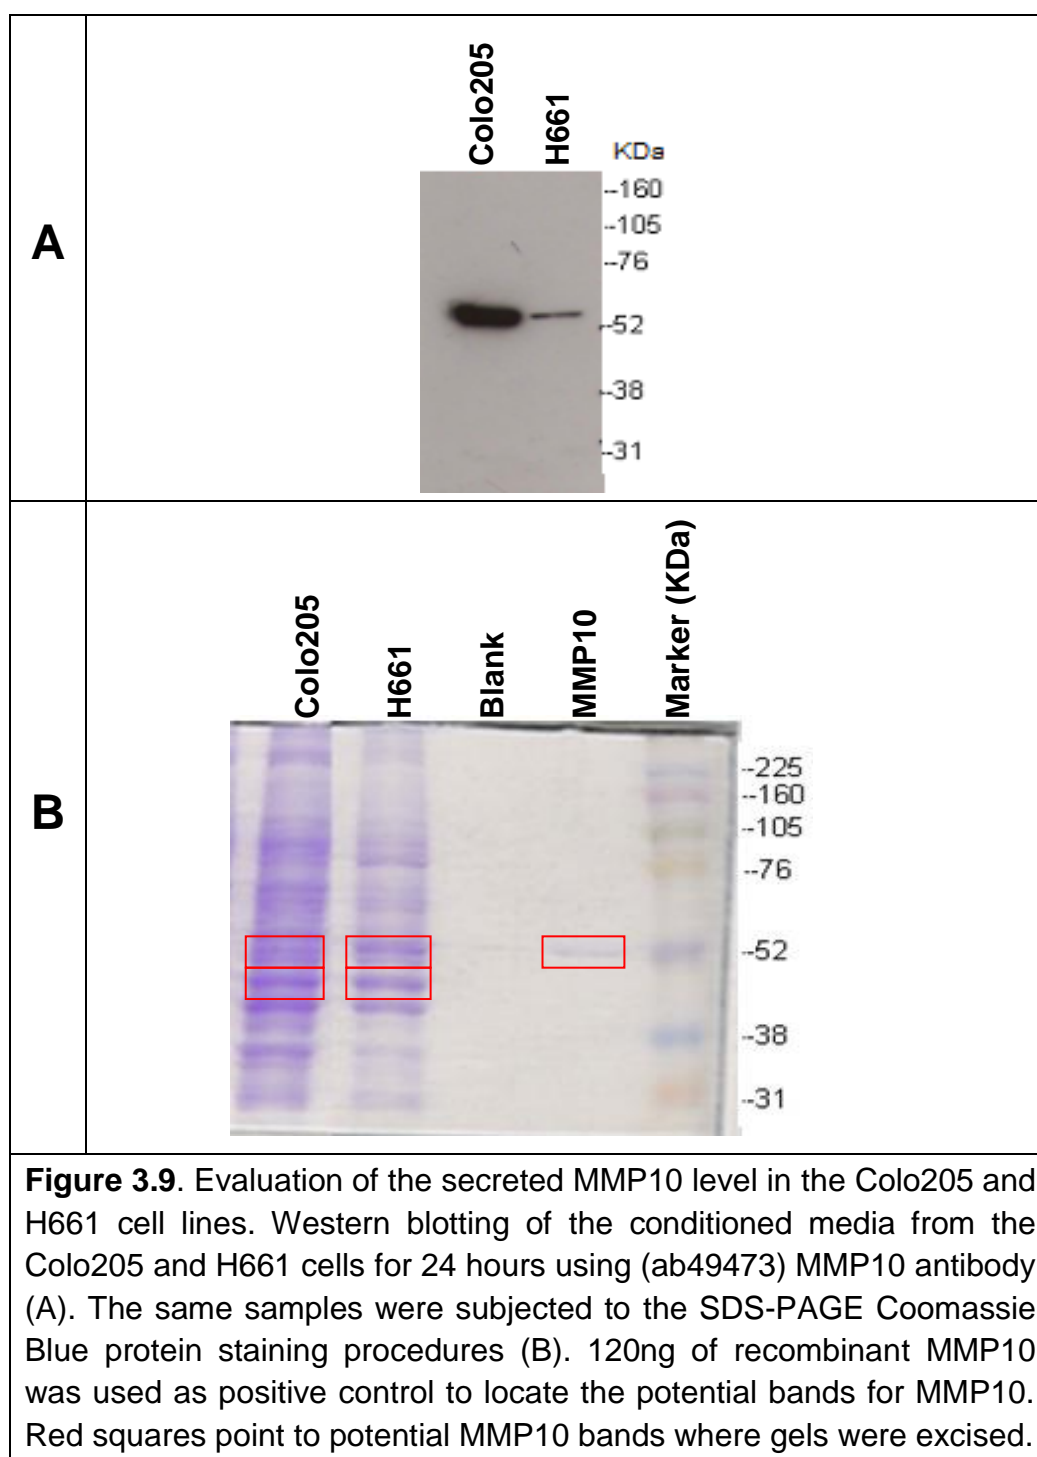 A
Colo205
H661
KDa
--160
--105
--76
--52
--38
--31
B
Colo205
H661
Blank
MMP10
Marker (KDa)
--225
--160
--105
--76
--52
--38
--31
Figure 3.9. Evaluation of the secreted MMP10 level in the Colo205 and
H661 cell lines. Western blotting of the conditioned media from the
Colo205 and H661 cells for 24 hours using (ab49473) MMP10 antibody
(A). The same samples were subjected to the SDS-PAGE Coomassie
Blue protein staining procedures (B). 120ng of recombinant MMP10
was used as positive control to locate the potential bands for MMP10.
Red squares point to potential MMP10 bands where gels were excised.